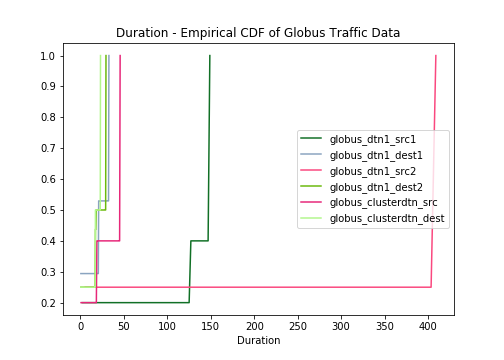 Duration - Empirical CDF of Globus Traffic Data
1.0
0.9
0.8
0.7
0.6
0.5
0.4
0.3
0.2
globus_dtn1_src1
globus_dtn1_dest1
globus_dtn1_src2
globus_dtn1_dest2
globus_clusterdtn_src
globus_clusterdtn_dest
0 50 100 150 200 250 300 350 400
Duration